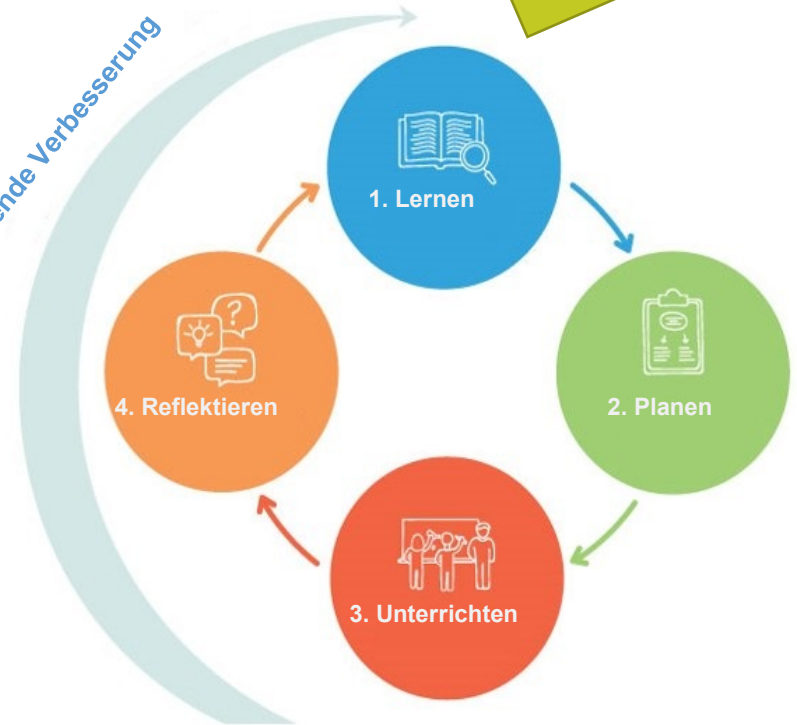 ende Verbesserung
1. Lernen
2. Planen
3. Unterrichten
4. Reflektieren